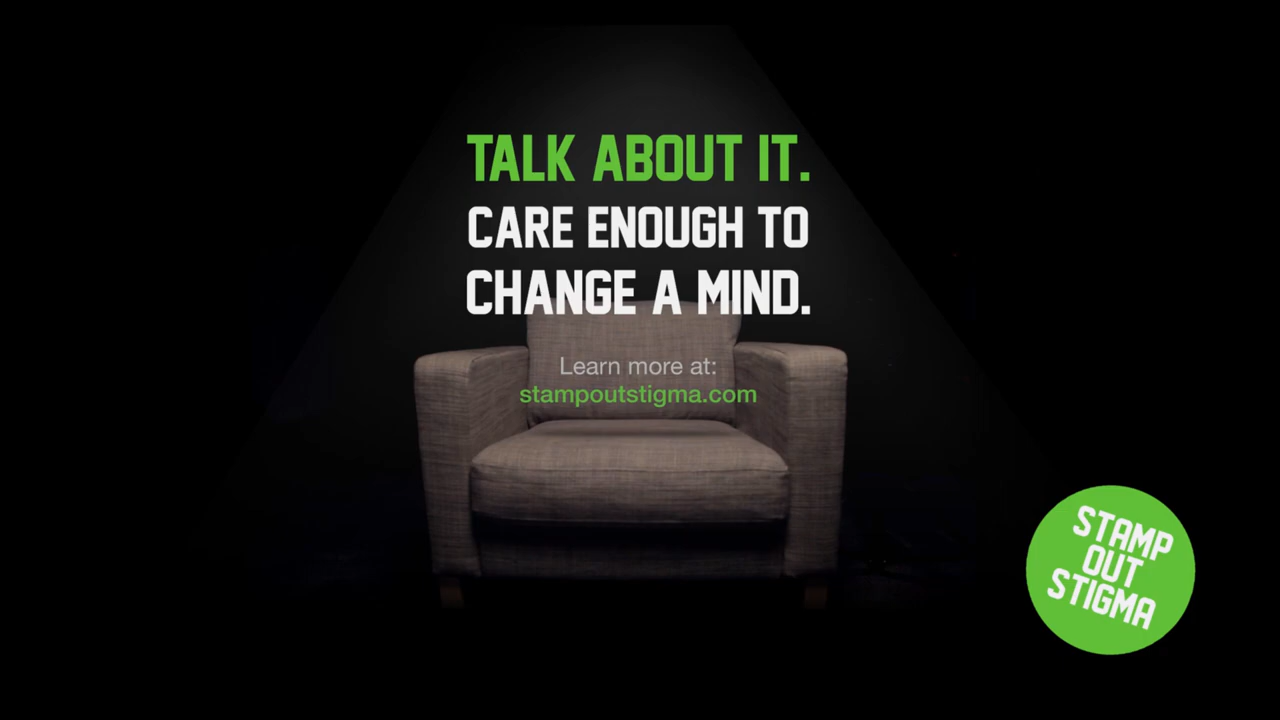 TALK ABOUT IT.
CARE ENOUGH TO
CHANGE A MIND.
Learn more at:
stampoutstigma.com
STAMP
OUT
STIGMA